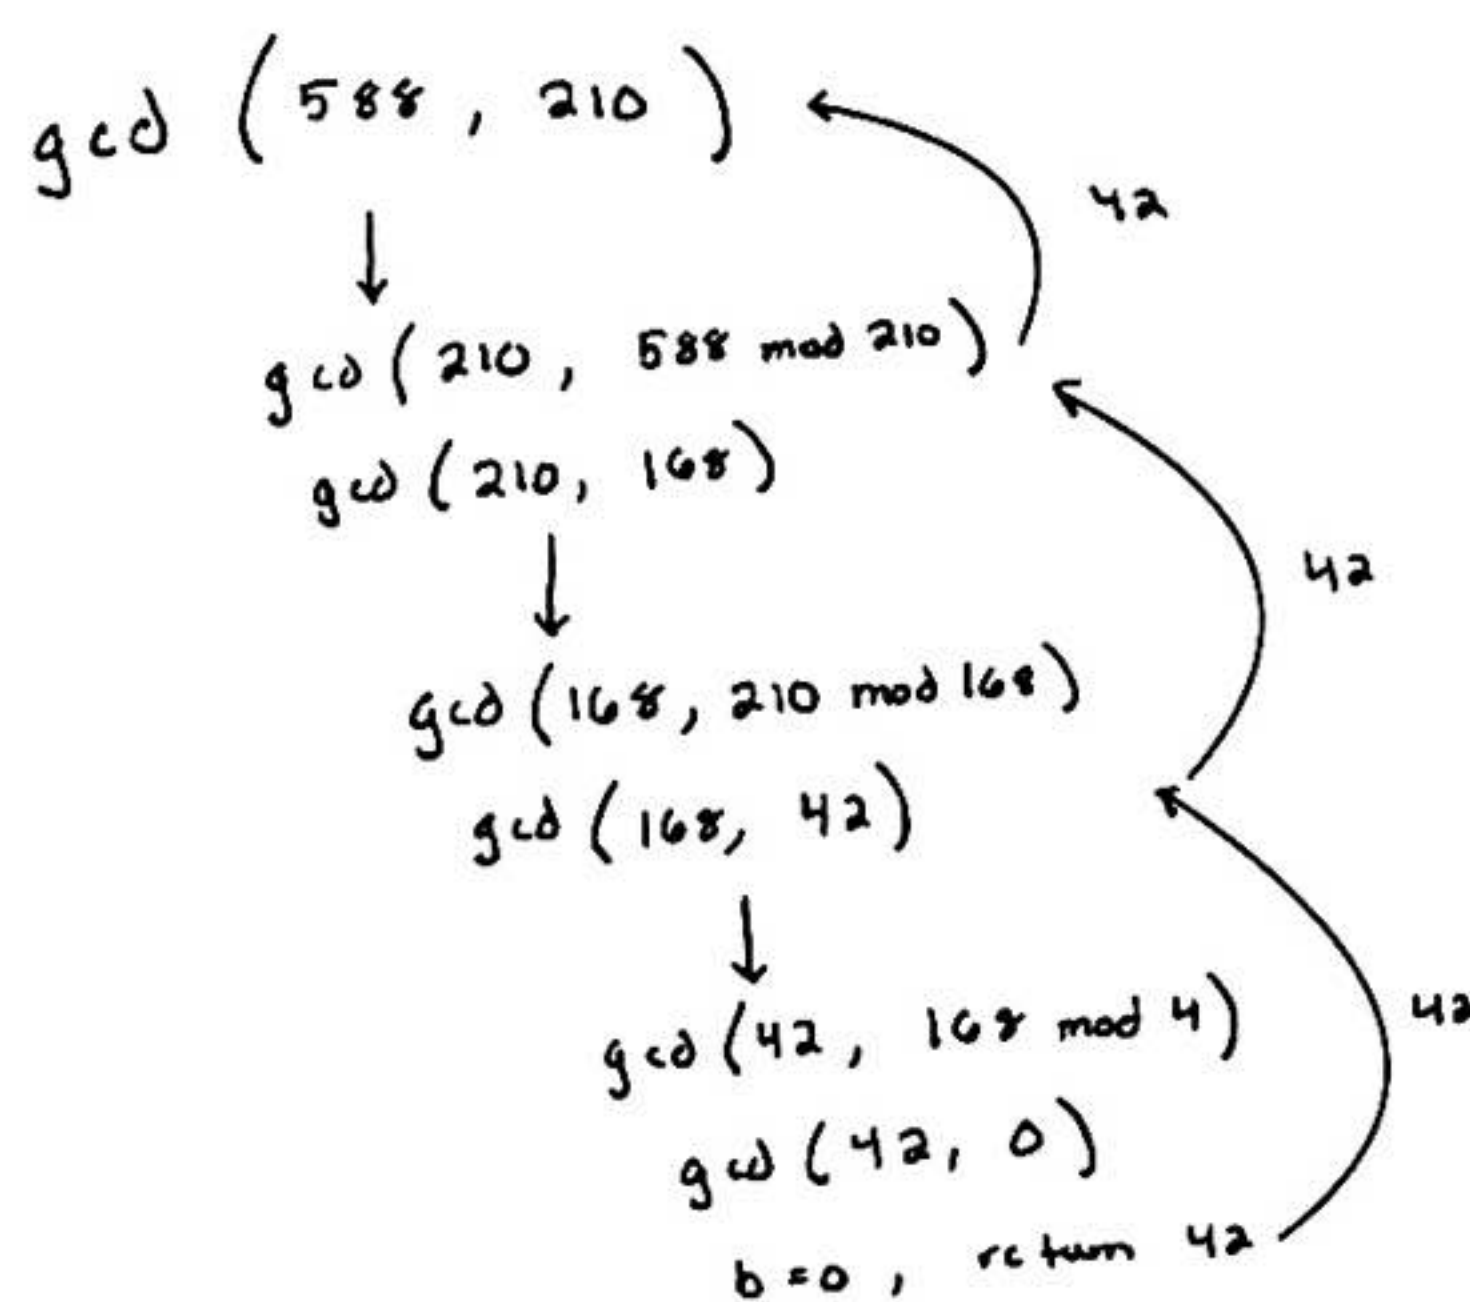 gcd (588, 210)
42
gcd (210, 588 mod 210)
gcd (210, 168)
42
gcd (168, 210 mod 168)
gcd (168, 42)
gcd (42, 168 mod 4)
42
gcd (42, 0)
b=0, return 42